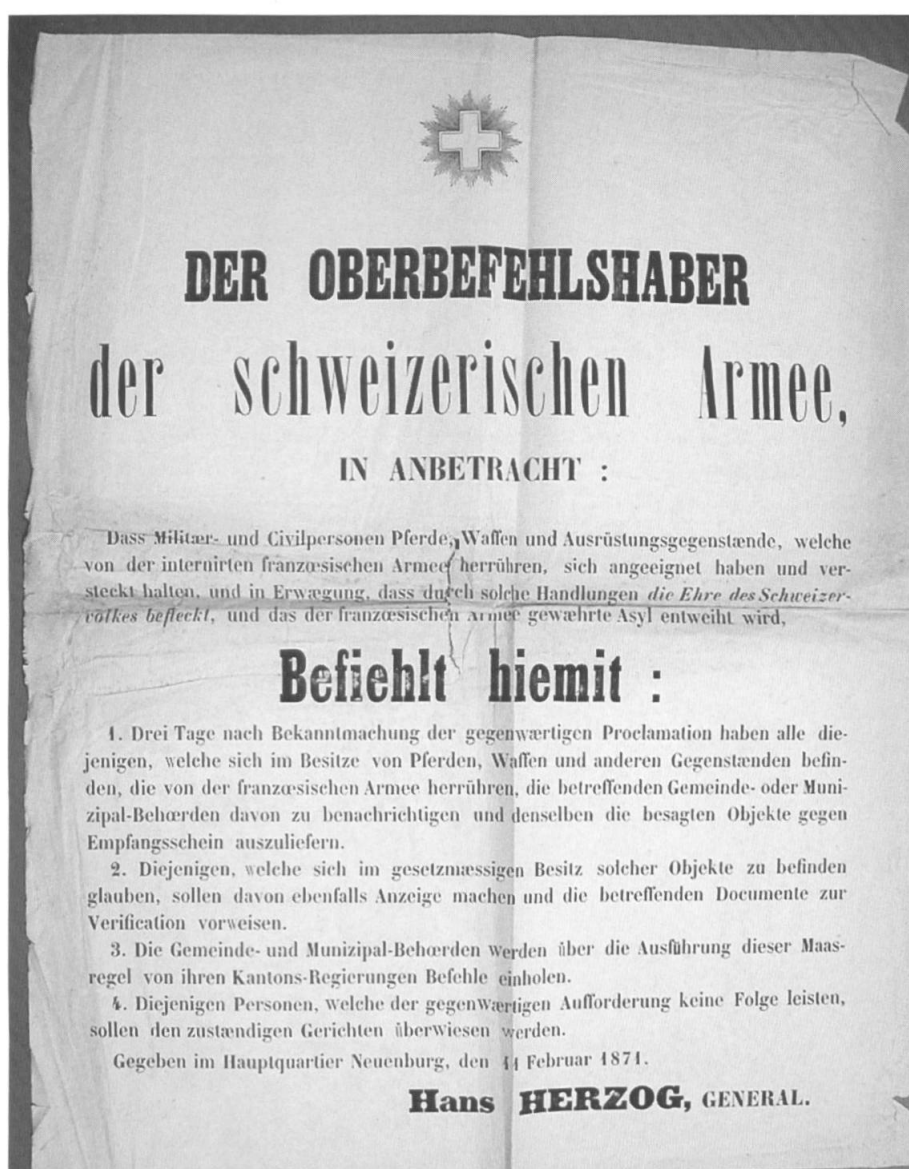 DER OBERBEFEHLSHABER
der schweizerischen Armee,
IN ANBETRACHT :
Dass Militær- und Civilpersonen Pferde, Waffen und Ausrüstungsgegenstænde, welche
von der internirten franzœsischen Armee herrühren, sich angeeignet haben und ver-
steckt halten, und in Erwægung, dass durch solche Handlungen die Ehre des Schweizer-
volkes befleckt, und das der franzœsischen Armee gewæhrte Asyl entweiht wird,
Befiehlt hiemit :
1. Drei Tage nach Bekanntmachung der gegenwærtigen Proclamation haben alle die-
jenigen, welche sich im Besitze von Pferden, Waffen und anderen Gegenstænden befin-
den, die von der franzœsischen Armee herrühren, die betreffenden Gemeinde- oder Muni-
zipal-Behœrden davon zu benachrichtigen und denselben die besagten Objekte gegen
Empfangsschein auszuliefern.
2. Diejenigen, welche sich im gesetzmæssigen Besitz solcher Objekte zu befinden
glauben, sollen davon ebenfalls Anzeige machen und die betreffenden Documente zur
Verification vorweisen.
3. Die Gemeinde- und Munizipal-Behœrden werden über die Ausführung dieser Maas-
regel von ihren Kantons-Regierungen Befehle einholen.
4. Diejenigen Personen, welche der gegenwærtigen Aufforderung keine Folge leisten,
sollen den zustændigen Gerichten überwiesen werden.
Gegeben im Hauptquartier Neuenburg, den Februar 1871.
Hans HERZOG, GENERAL.